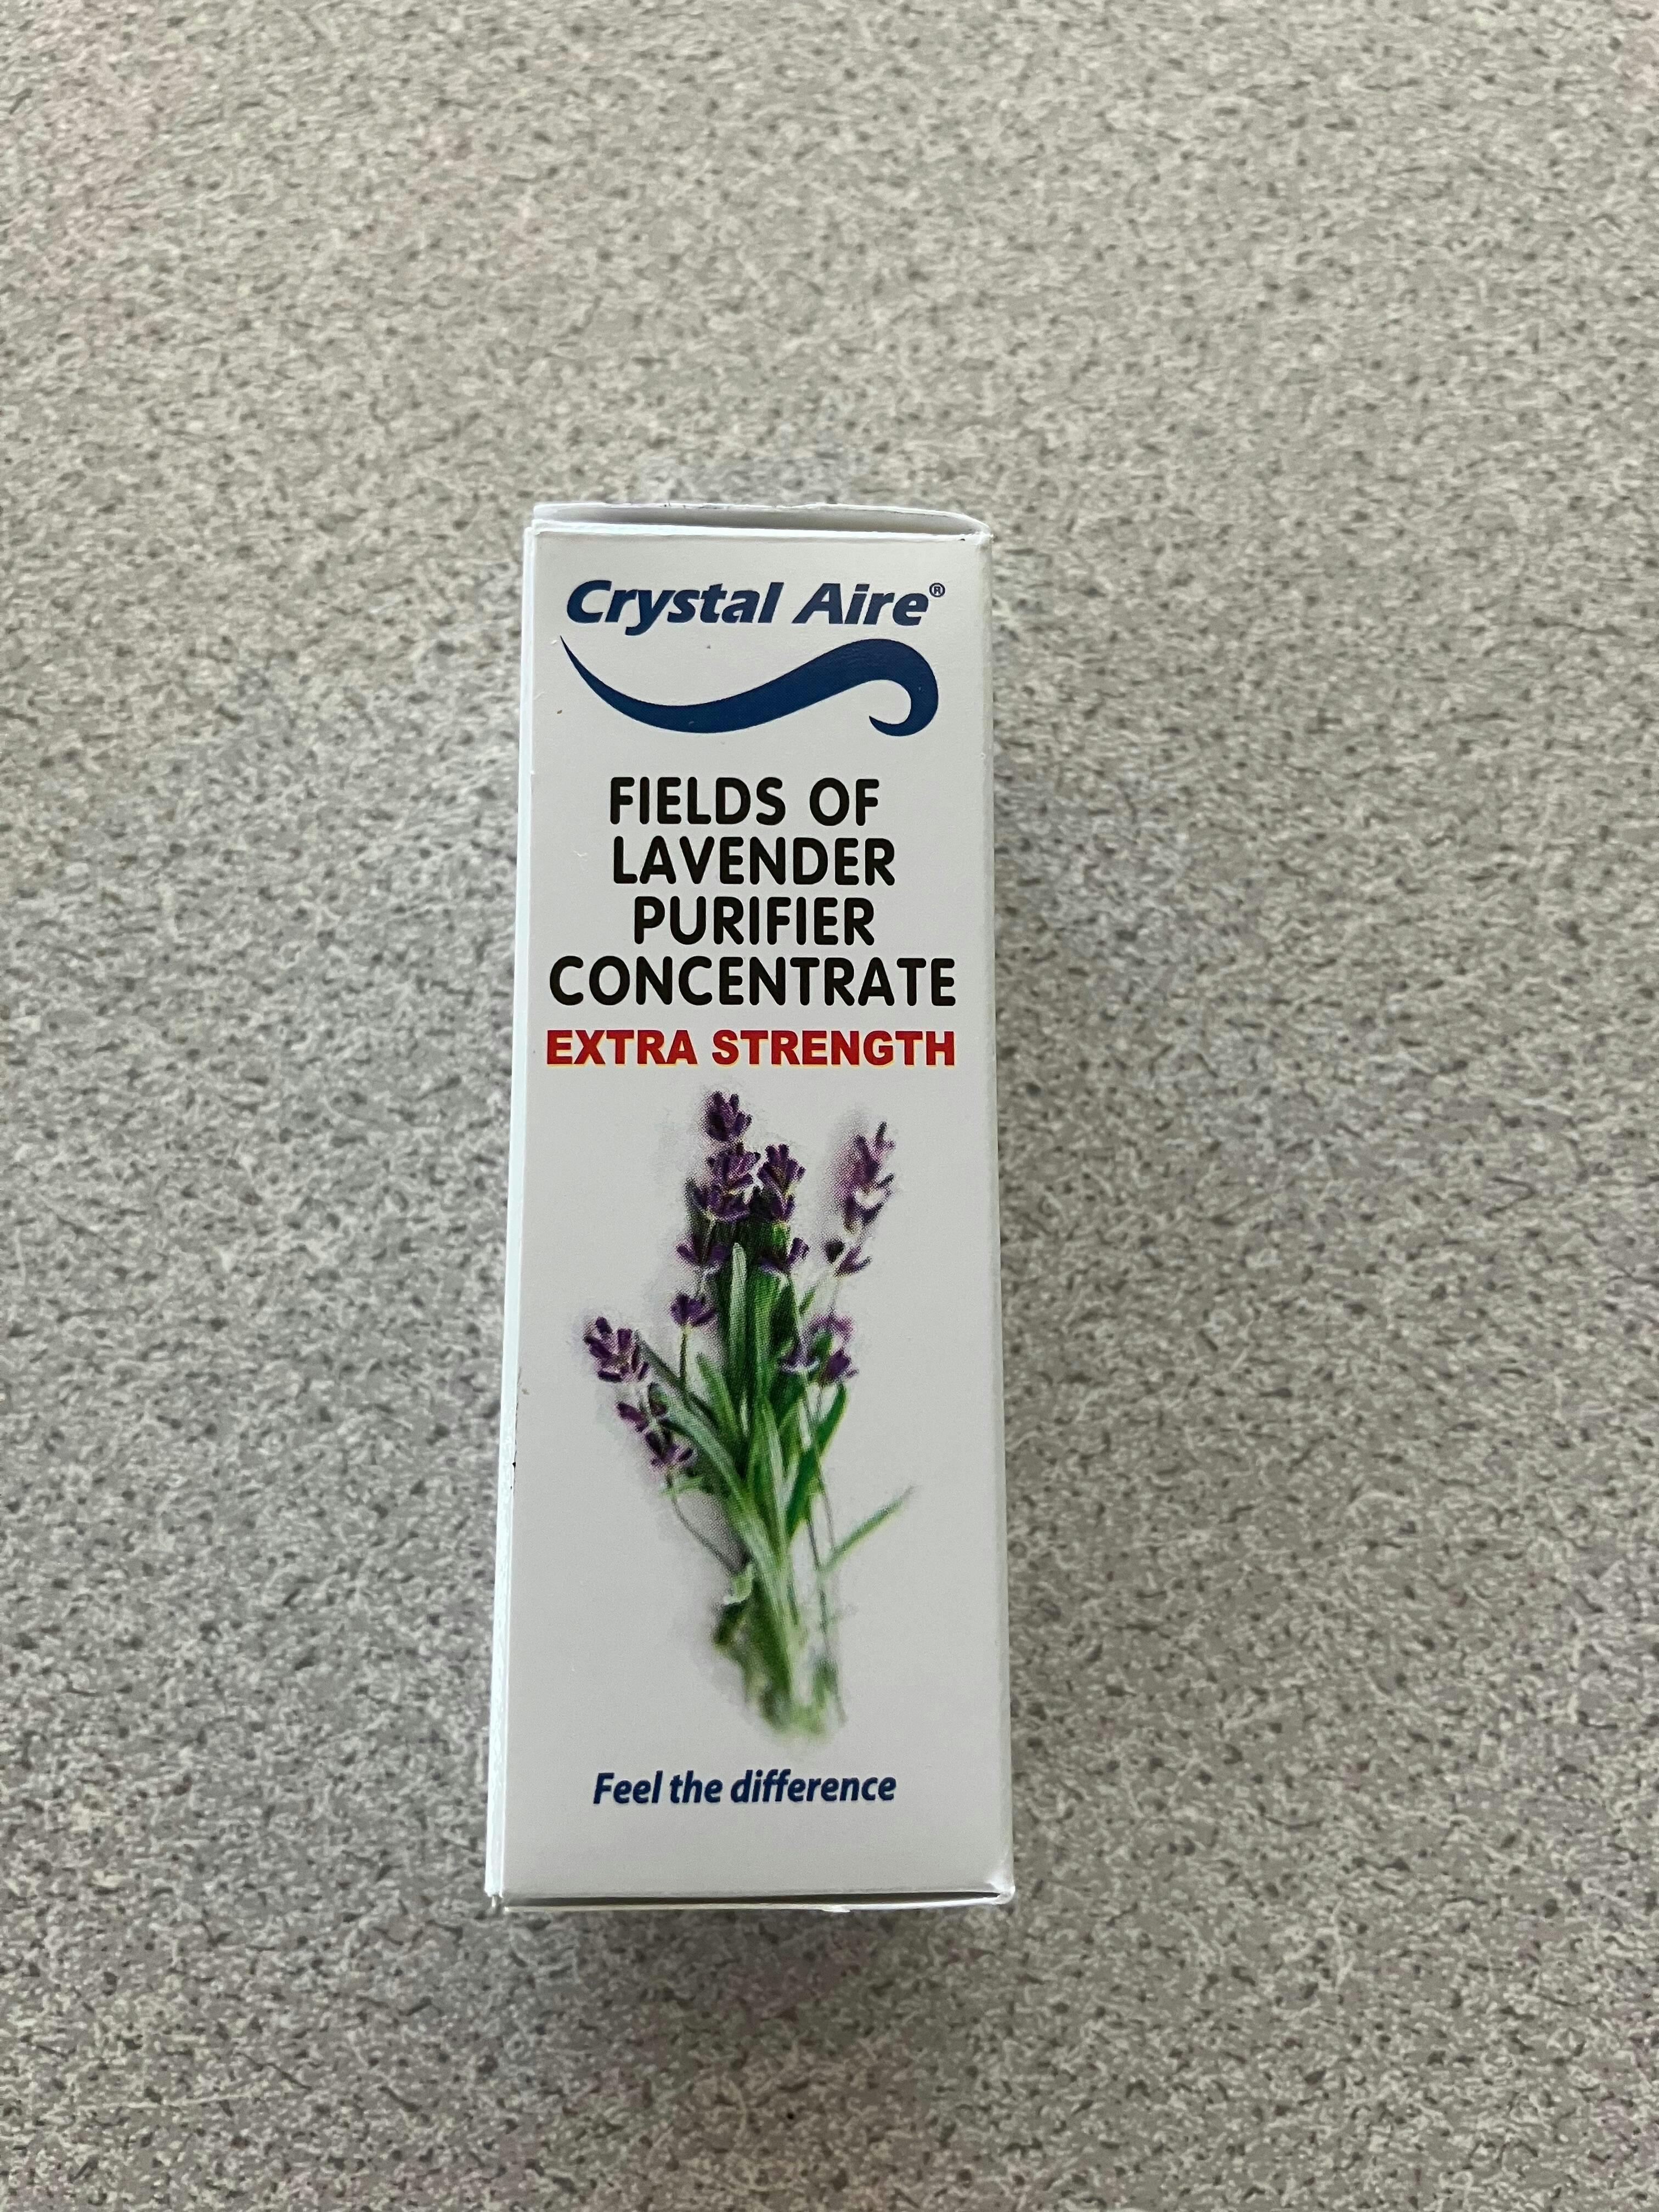 Crystal Aire®
FIELDS OF
LAVENDER
PURIFIER
CONCENTRATE
EXTRA STRENGTH
Feel the difference